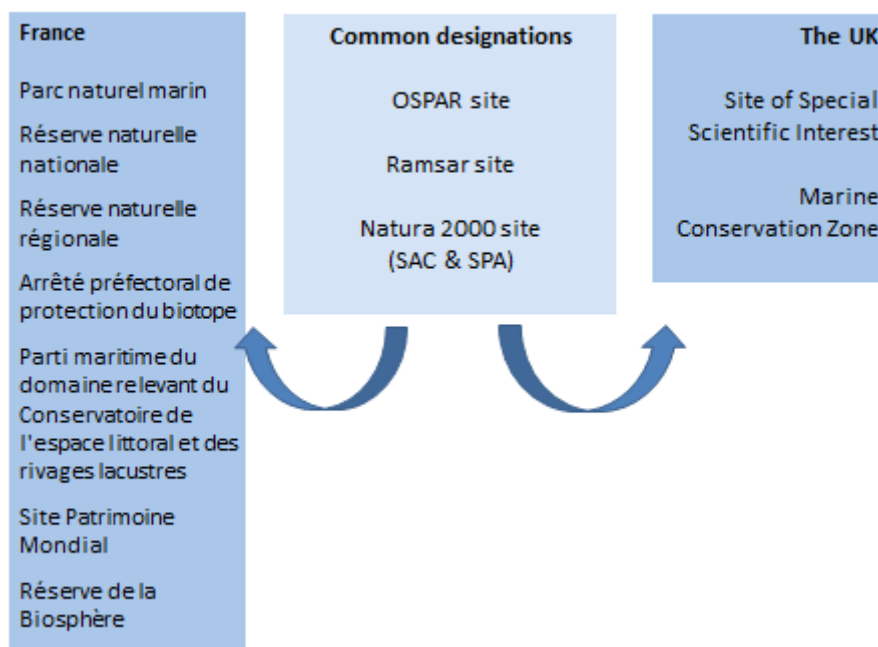 France
Parc naturel marin
Réserve naturelle
nationale
Réserve naturelle
régionale
Arrêté préfectoral de
protection du biotope
Parti maritime du
domaine relevant du
Conservatoire de
l'espace littoral et des
rivages lacustres
Site Patrimoine
Mondial
Réserve de la
Biosphère
Common designations
OSPAR site
Ramsar site
Natura 2000 site
(SAC & SPA)
The UK
Site of Special
Scientific Interest
Marine
Conservation Zone